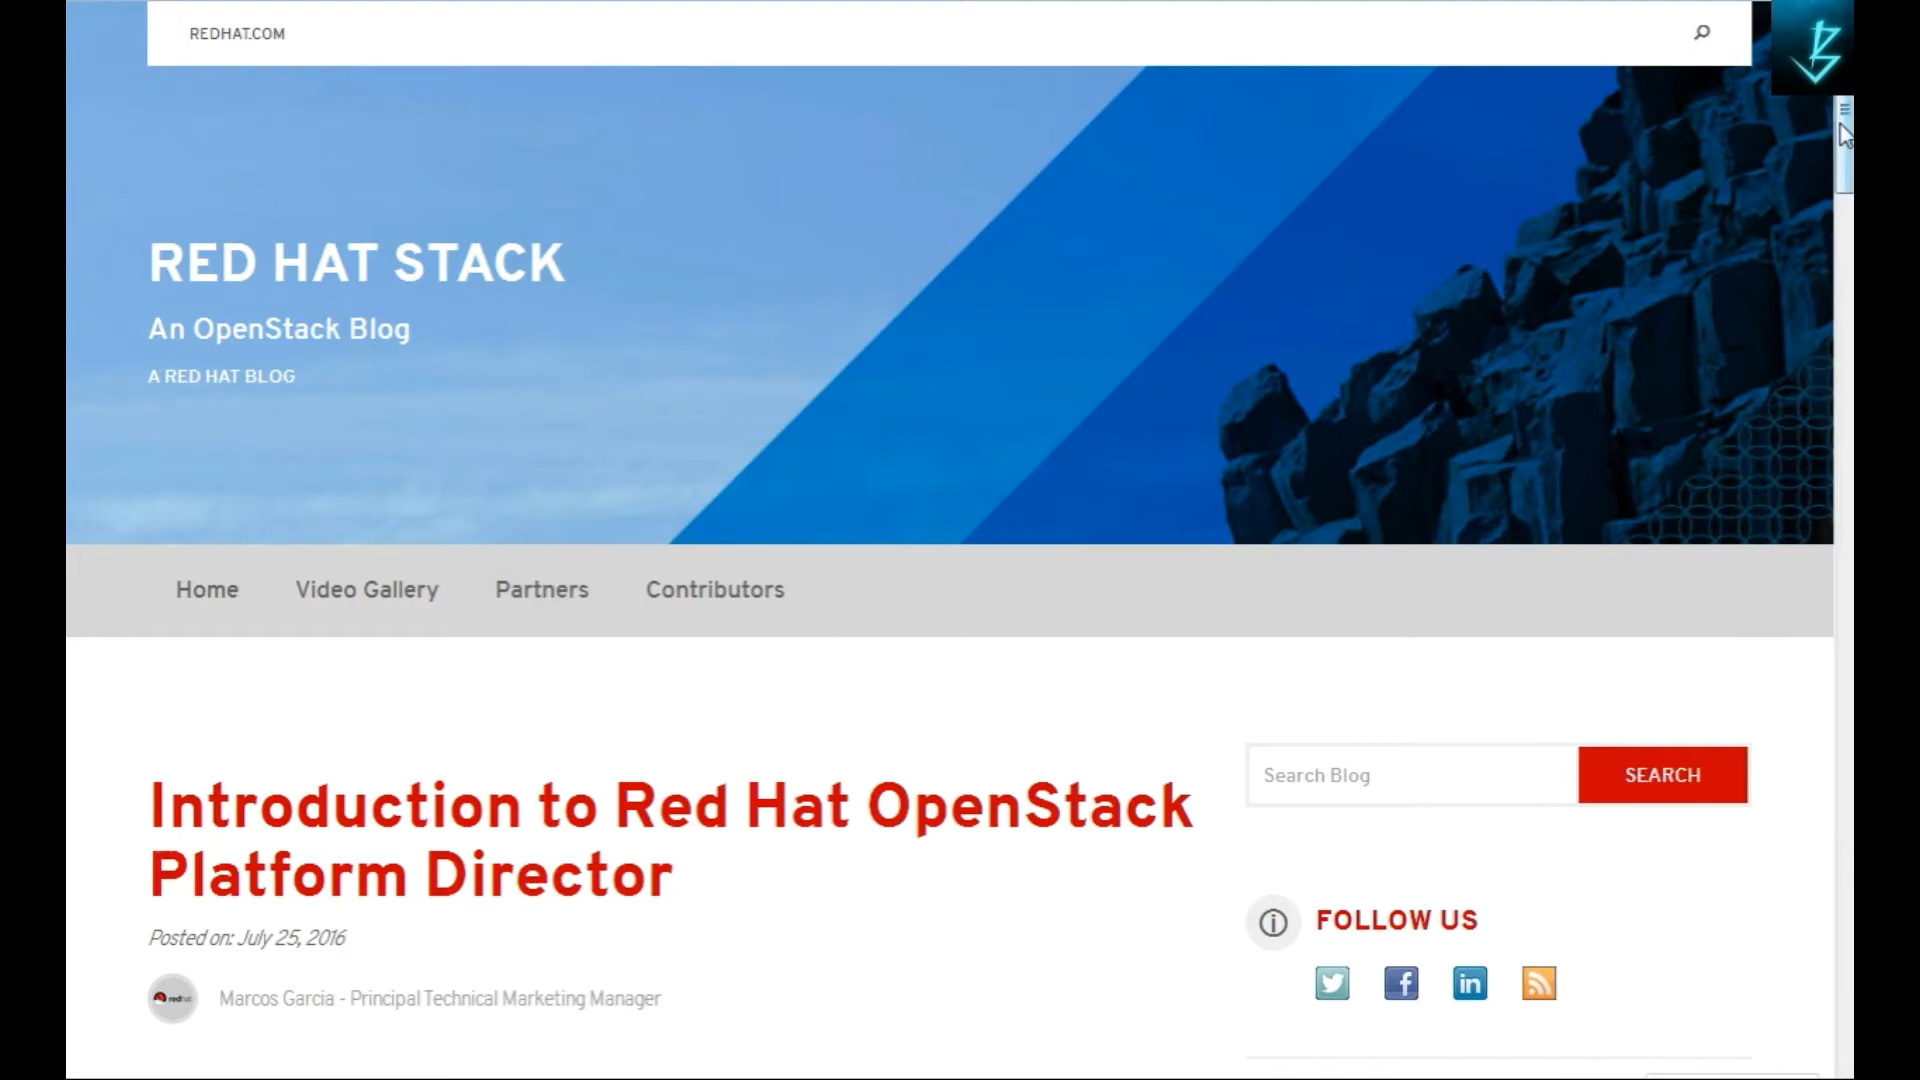 REDHAT.COM
RED HAT STACK
An OpenStack Blog
A RED HAT BLOG
Home Video Gallery Partners Contributors
Introduction to Red Hat OpenStack
Platform Director
Posted on: July 25, 2016
redhat
Marcos Garcia - Principal Technical Marketing Manager
Search Blog SEARCH
FOLLOW US